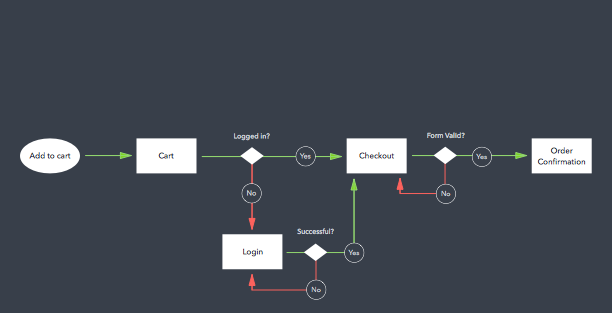 Add to cart
Cart
Logged in?
Yes
No
Checkout
Form Valid?
Yes
No
Order
Confirmation
Login
Successful?
Yes
No